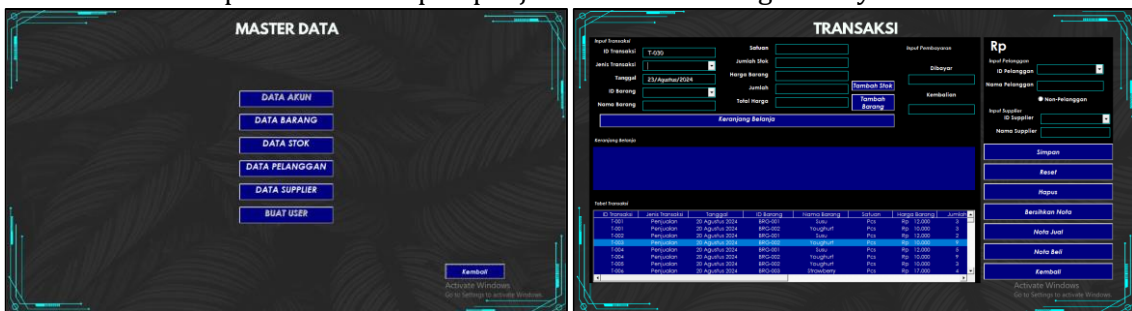 MASTER DATA
DATA AKUN
DATA BARANG
DATA STOK
DATA PELANGGAN
DATA SUPPLIER
BUAT USER
Kembali
Activate Windows
Go to Settings to activate Windows.
TRANSAKSI
Input Transaksi
ID Transaksi T-030
Jenis Transaksi
Tanggal 23/Agustus/2024
ID Barang
Nama Barang
Satuan
Jumlah Stok
Harga Barang
Jumlah
Total Harga
Tambah Stok
Tambah Barang
Input Pembayaran
Dibayar
Kembalian
Keranjang Belanja
Keranjang Belanja
Tabel Transaksi
ID Transaksi Jenis Transaksi Tanggal ID Barang Nama Barang Satuan Harga Barang Jumlah
T-001 Penjualan 20 Agustus 2024 BRG-001 Susu Pcs Rp 12,000 3
T-001 Penjualan 20 Agustus 2024 BRG-002 Youghurt Pcs Rp 10,000 3
T-002 Penjualan 20 Agustus 2024 BRG-001 Susu Pcs Rp 12,000 2
T-003 Penjualan 20 Agustus 2024 BRG-002 Youghurt Pcs Rp 10,000 9
T-004 Penjualan 20 Agustus 2024 BRG-001 Susu Pcs Rp 12,000 6
T-004 Penjualan 20 Agustus 2024 BRG-002 Youghurt Pcs Rp 10,000 9
T-005 Penjualan 20 Agustus 2024 BRG-002 Youghurt Pcs Rp 10,000 3
T-006 Penjualan 20 Agustus 2024 BRG-003 Strawberry Pcs Rp 17,000 4
Rp
Input Pelanggan
ID Pelanggan
Nama Pelanggan
Non-Pelanggan
Input Supplier
ID Supplier
Nama Supplier
Simpan
Reset
Hapus
Bersihkan Nota
Nota Jual
Nota Beli
Kembali
Activate Windows
Go to Settings to activate Windows.